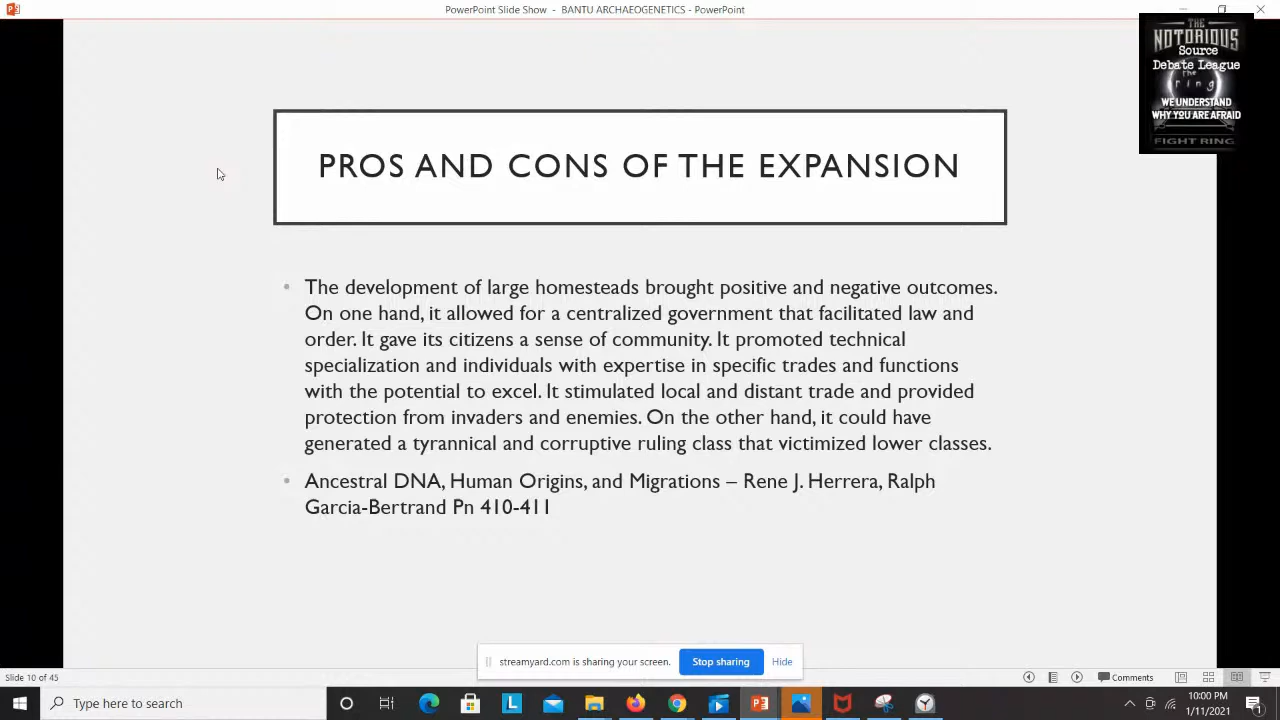 PowerPoint Slide Show - BANTU ARCHAEOGENETICS - PowerPoint
THE
NOTORIOUS
Source
Debate League
the
ring
WE UNDERSTAND
WHY YOU ARE AFRAID
FIGHT RING
PROS AND CONS OF THE EXPANSION
• The development of large homesteads brought positive and negative outcomes.
On one hand, it allowed for a centralized government that facilitated law and
order. It gave its citizens a sense of community. It promoted technical
specialization and individuals with expertise in specific trades and functions
with the potential to excel. It stimulated local and distant trade and provided
protection from invaders and enemies. On the other hand, it could have
generated a tyrannical and corruptive ruling class that victimized lower classes.
• Ancestral DNA, Human Origins, and Migrations – Rene J. Herrera, Ralph
Garcia-Bertrand Pn 410-411
streamyard.com is sharing your screen. Stop sharing Hide
Slide 10 of 45 Comments
Type here to search
10:00 PM
1/11/2021